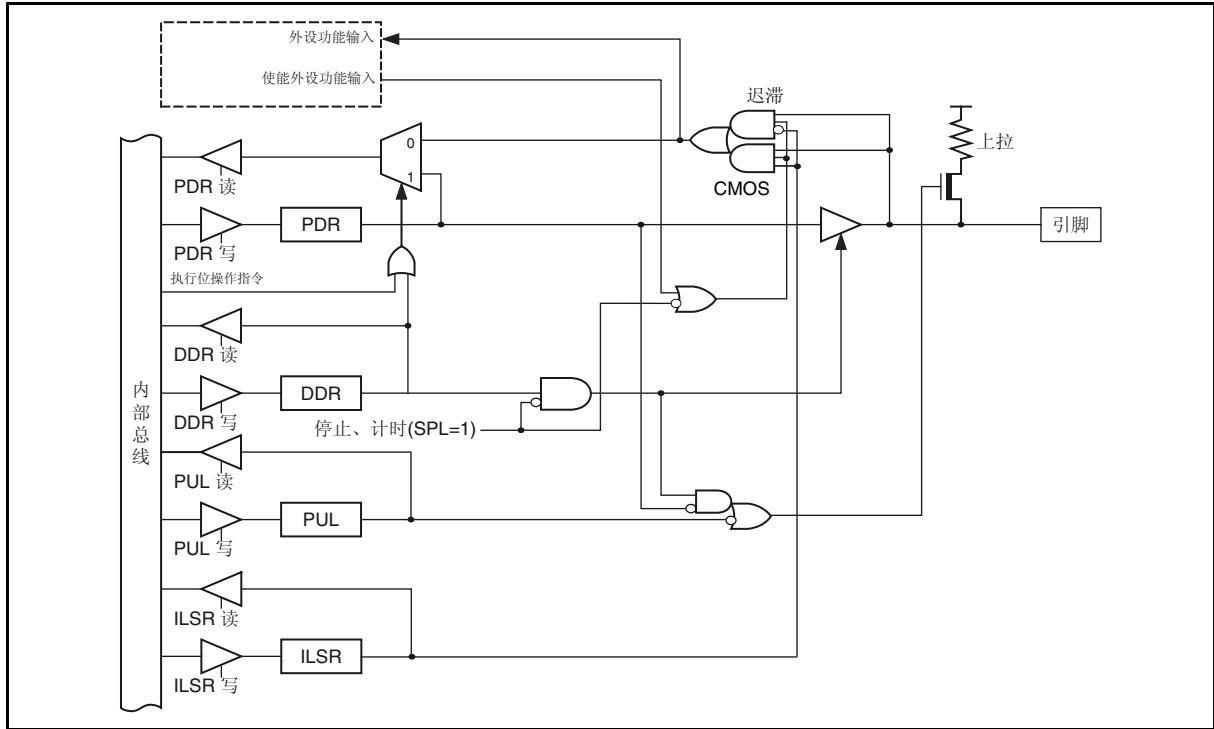 外设功能输入
使能外设功能输入
迟滞
上拉
0
1
CMOS
PDR 读
PDR
引脚
PDR 写
执行位操作指令
DDR 读
DDR
DDR 写
停止、计时(SPL=1)
内
部
总
线
PUL 读
PUL
PUL 写
ILSR 读
ILSR
ILSR 写